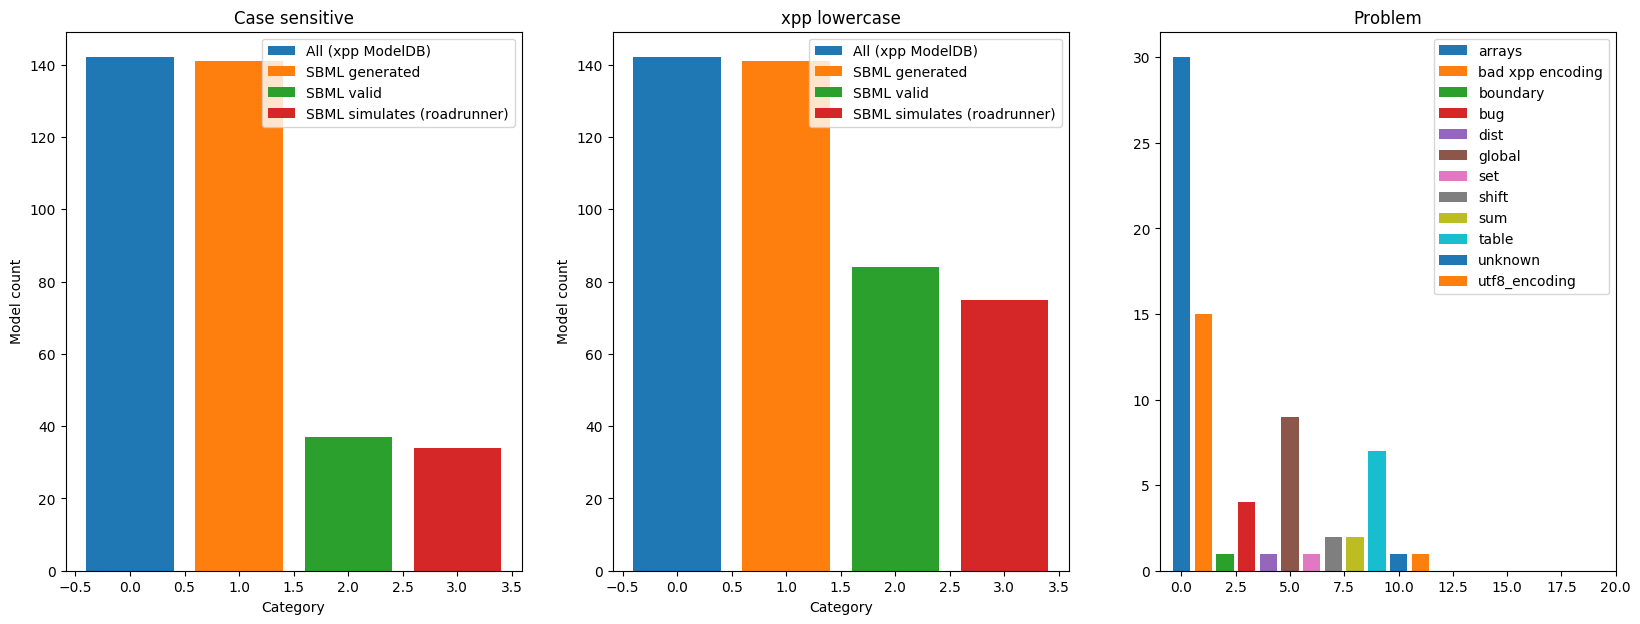 Case sensitive
All (xpp ModelDB)
SBML generated
SBML valid
SBML simulates (roadrunner)
140
120
100
80
60
40
20
0
Model count
−0.5 0.0 0.5 1.0 1.5 2.0 2.5 3.0 3.5
Category
xpp lowercase
All (xpp ModelDB)
SBML generated
SBML valid
SBML simulates (roadrunner)
140
120
100
80
60
40
20
0
Model count
−0.5 0.0 0.5 1.0 1.5 2.0 2.5 3.0 3.5
Category
Problem
arrays
bad xpp encoding
boundary
bug
dist
global
set
shift
sum
table
unknown
utf8_encoding
30
25
20
15
10
5
0
0.0 2.5 5.0 7.5 10.0 12.5 15.0 17.5 20.0